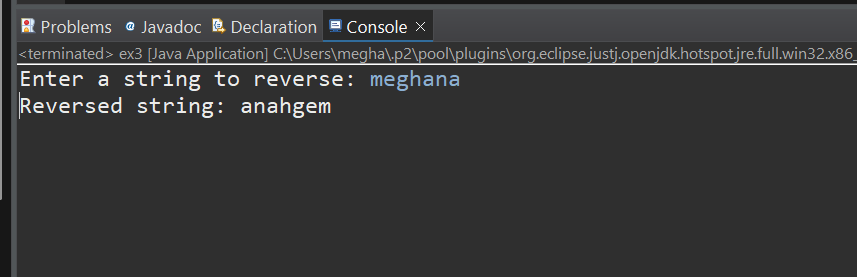 Problems @ Javadoc Declaration Console ×
<terminated> ex3 [Java Application] C:\Users\megha\.p2\pool\plugins\org.eclipse.justj.openjdk.hotspot.jre.full.win32.x86_
Enter a string to reverse: meghana
Reversed string: anahgem